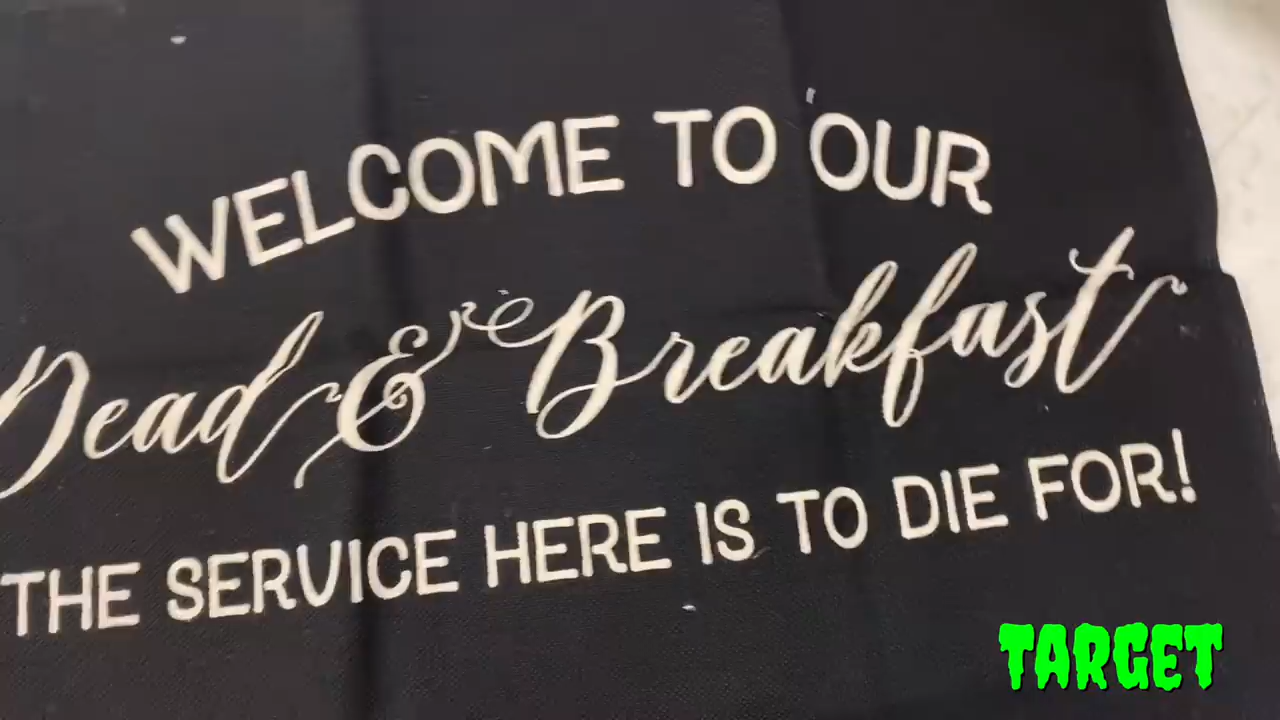 WELCOME TO OUR
Dead & Breakfast
THE SERVICE HERE IS TO DIE FOR!
TARGET